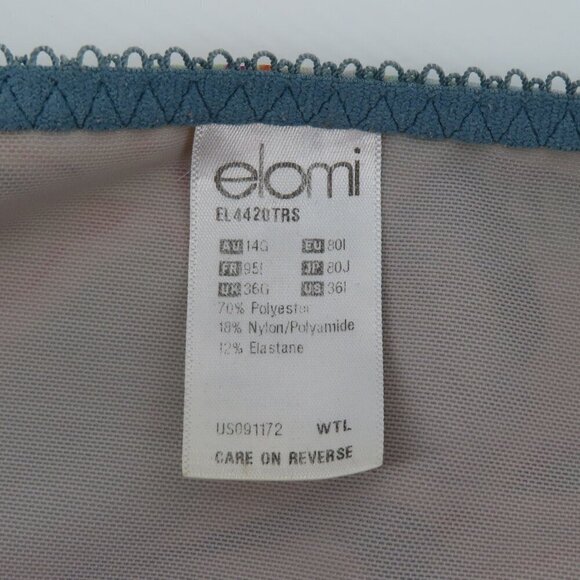 elomi
EL4420TRS
AU 14G EU 80I
FR 95I JP 80J
UK 36G US 36I
70% Polyester
18% Nylon/Polyamide
12% Elastane
US091172 WTL
CARE ON REVERSE